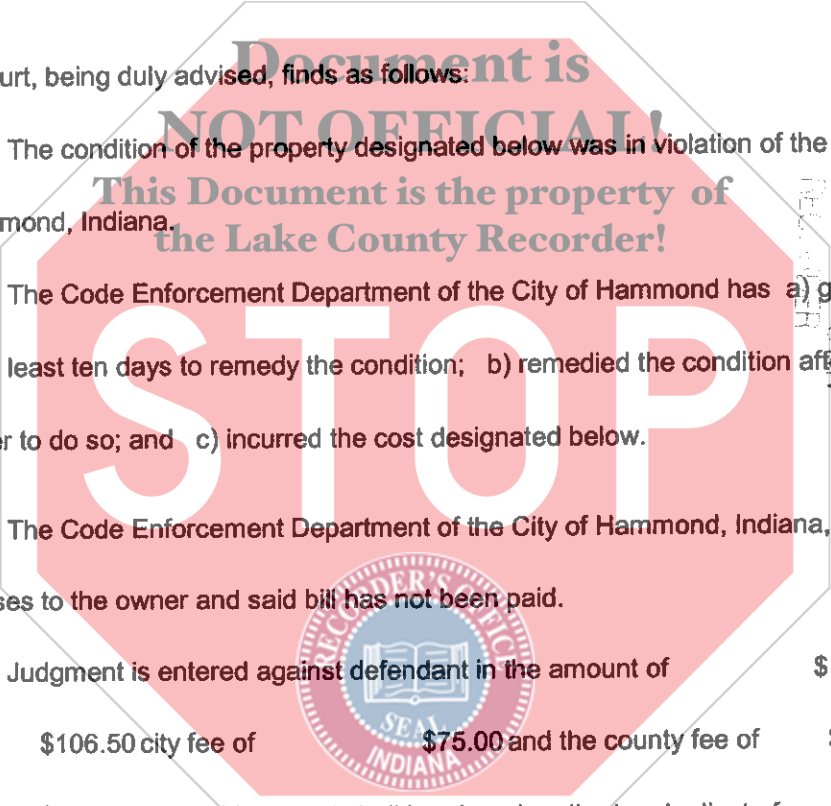 Document is
urt, being duly advised, finds as follows:
NOT OFFICIAL!
The condition of the property designated below was in violation of the
This Document is the property of
mond, Indiana.
the Lake County Recorder!
The Code Enforcement Department of the City of Hammond has a) g
STOP
least ten days to remedy the condition; b) remedied the condition aft
er to do so; and c) incurred the cost designated below.
The Code Enforcement Department of the City of Hammond, Indiana,
ses to the owner and said bill has not been paid.
RECORDER'S OFFICE
Judgment is entered against defendant in the amount of $
SEAL
$106.50 city fee of $75.00 and the county fee of
INDIANA